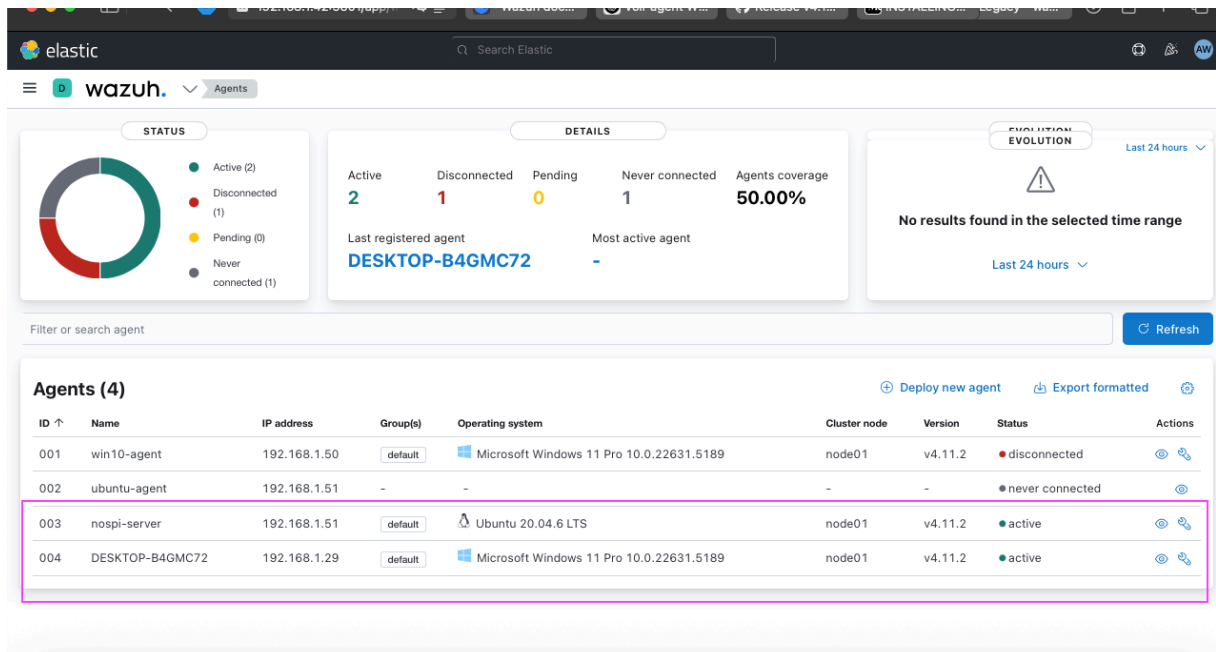 elastic
Search Elastic
AW
D wazuh. Agents
STATUS
Active (2)
Disconnected
(1)
Pending (0)
Never
connected (1)
DETAILS
Active Disconnected Pending Never connected Agents coverage
2 1 0 1 50.00%
Last registered agent Most active agent
DESKTOP-B4GMC72 -
EVOLUTION
Last 24 hours
No results found in the selected time range
Last 24 hours
Filter or search agent
Refresh
Agents (4)
Deploy new agent Export formatted
ID ↑ Name IP address Group(s) Operating system Cluster node Version Status Actions
001 win10-agent 192.168.1.50 default Microsoft Windows 11 Pro 10.0.22631.5189 node01 v4.11.2 disconnected
002 ubuntu-agent 192.168.1.51 - - - - never connected
003 nospi-server 192.168.1.51 default Ubuntu 20.04.6 LTS node01 v4.11.2 active
004 DESKTOP-B4GMC72 192.168.1.29 default Microsoft Windows 11 Pro 10.0.22631.5189 node01 v4.11.2 active